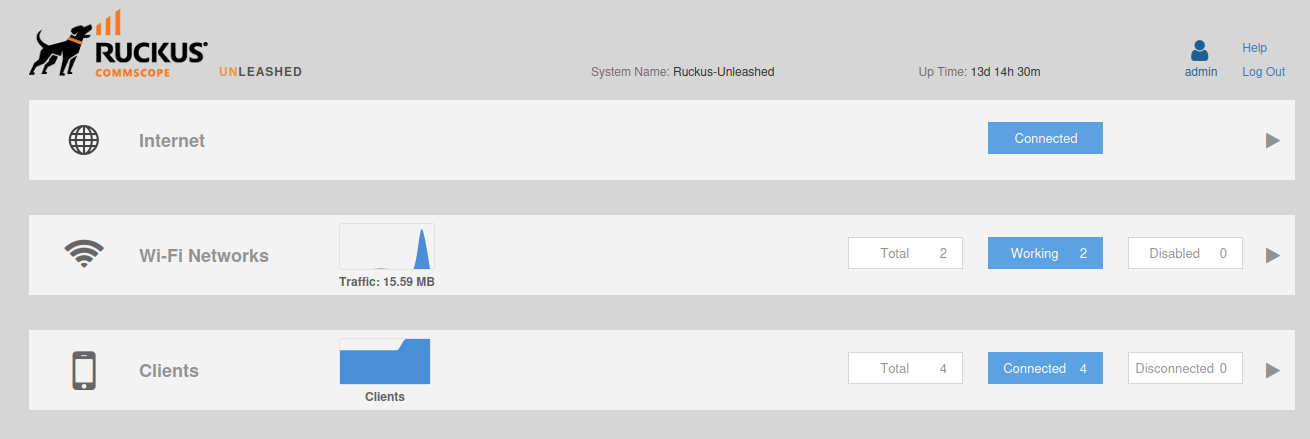 RUCKUS
COMMSCOPE
UNLEASHED
System Name: Ruckus-Unleashed
Up Time: 13d 14h 30m
admin
Help
Log Out
Internet
Connected
Wi-Fi Networks
Traffic: 15.59 MB
Total 2
Working 2
Disabled 0
Clients
Clients
Total 4
Connected 4
Disconnected 0